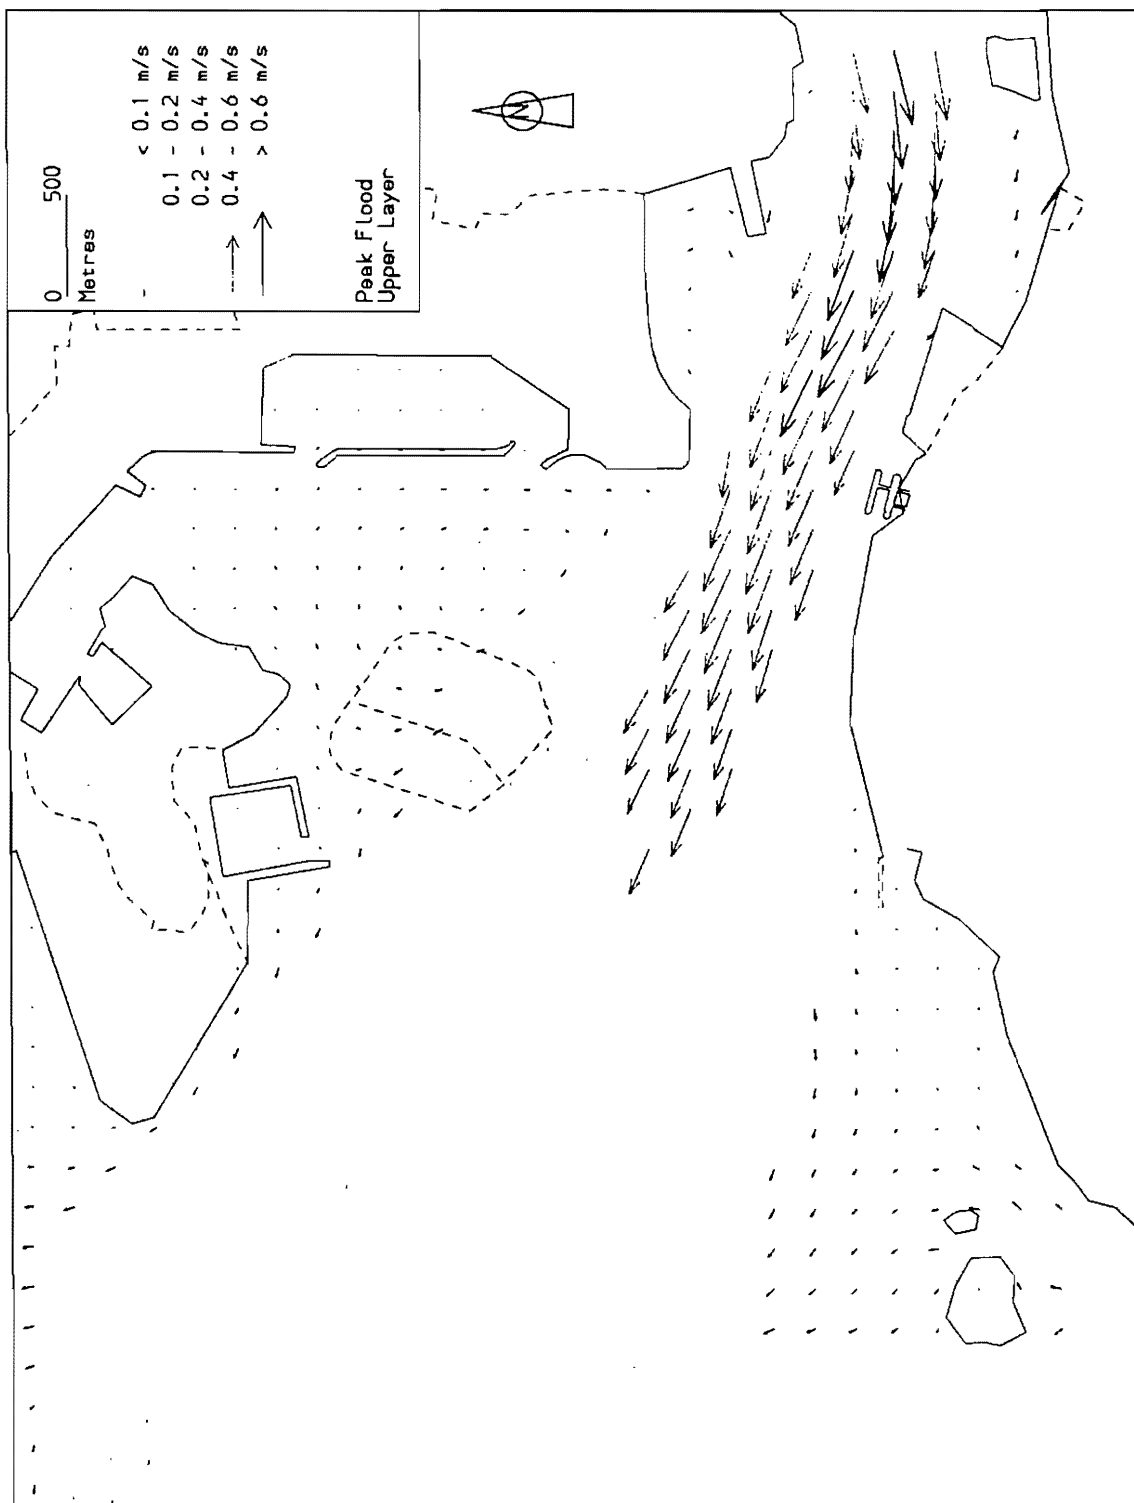 0 500
Metres
< 0.1 m/s
0.1 - 0.2 m/s
0.2 - 0.4 m/s
0.4 - 0.6 m/s
> 0.6 m/s
Peak Flood
Upper Layer
N